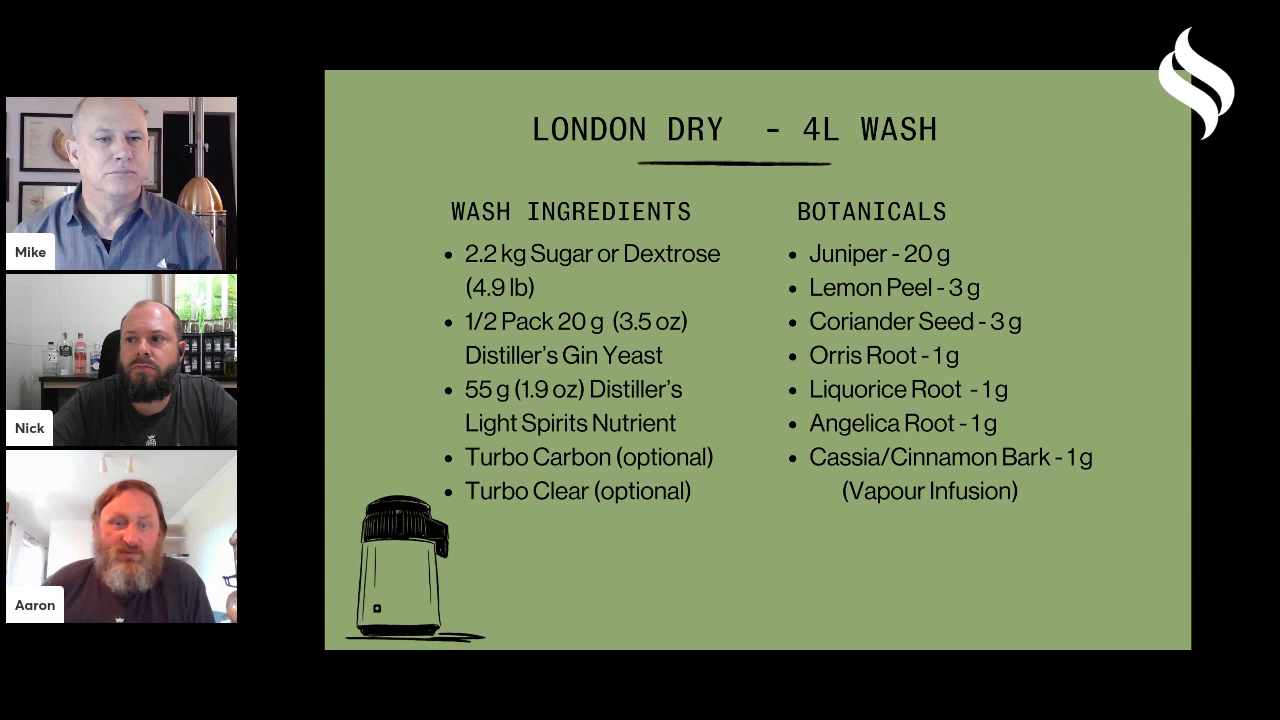 Mike
Nick
Aaron
LONDON DRY - 4L WASH
WASH INGREDIENTS
• 2.2 kg Sugar or Dextrose
(4.9 lb)
• 1/2 Pack 20 g (3.5 oz)
Distiller's Gin Yeast
• 55 g (1.9 oz) Distiller's
Light Spirits Nutrient
• Turbo Carbon (optional)
• Turbo Clear (optional)
BOTANICALS
• Juniper - 20 g
• Lemon Peel - 3 g
• Coriander Seed - 3 g
• Orris Root - 1 g
• Liquorice Root - 1 g
• Angelica Root - 1 g
• Cassia/Cinnamon Bark - 1 g
(Vapour Infusion)